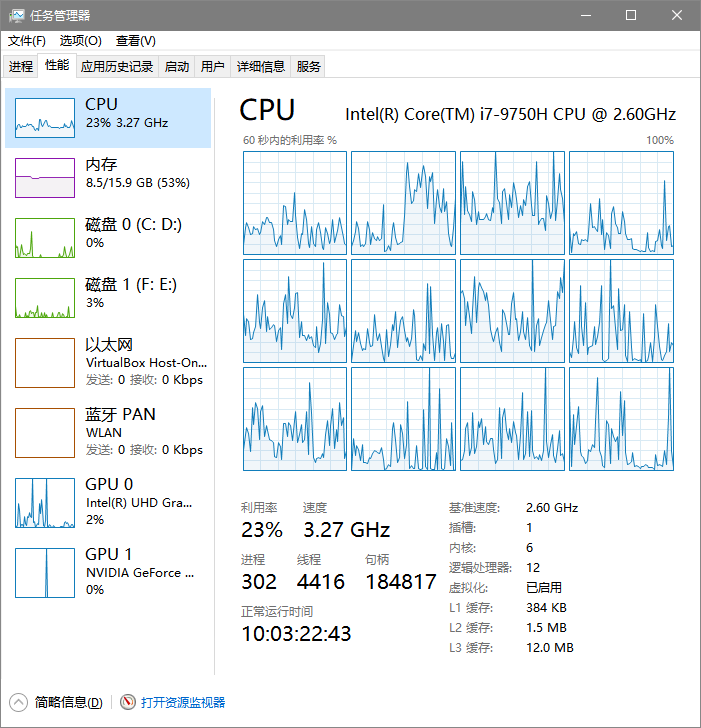 任务管理器
文件(F) 选项(O) 查看(V)
进程 性能 应用历史记录 启动 用户 详细信息 服务
CPU
23% 3.27 GHz
内存
8.5/15.9 GB (53%)
磁盘 0 (C: D:)
0%
磁盘 1 (F: E:)
3%
以太网
VirtualBox Host-On...
发送: 0 接收: 0 Kbps
蓝牙 PAN
WLAN
发送: 0 接收: 0 Kbps
GPU 0
Intel(R) UHD Gra...
2%
GPU 1
NVIDIA GeForce ...
0%
CPU Intel(R) Core(TM) i7-9750H CPU @ 2.60GHz
60 秒内的利用率 % 100%
利用率 速度
23% 3.27 GHz
进程 线程 句柄
302 4416 184817
正常运行时间
10:03:22:43
基准速度: 2.60 GHz
插槽: 1
内核: 6
逻辑处理器: 12
虚拟化: 已启用
L1 缓存: 384 KB
L2 缓存: 1.5 MB
L3 缓存: 12.0 MB
简略信息(D) 打开资源监视器